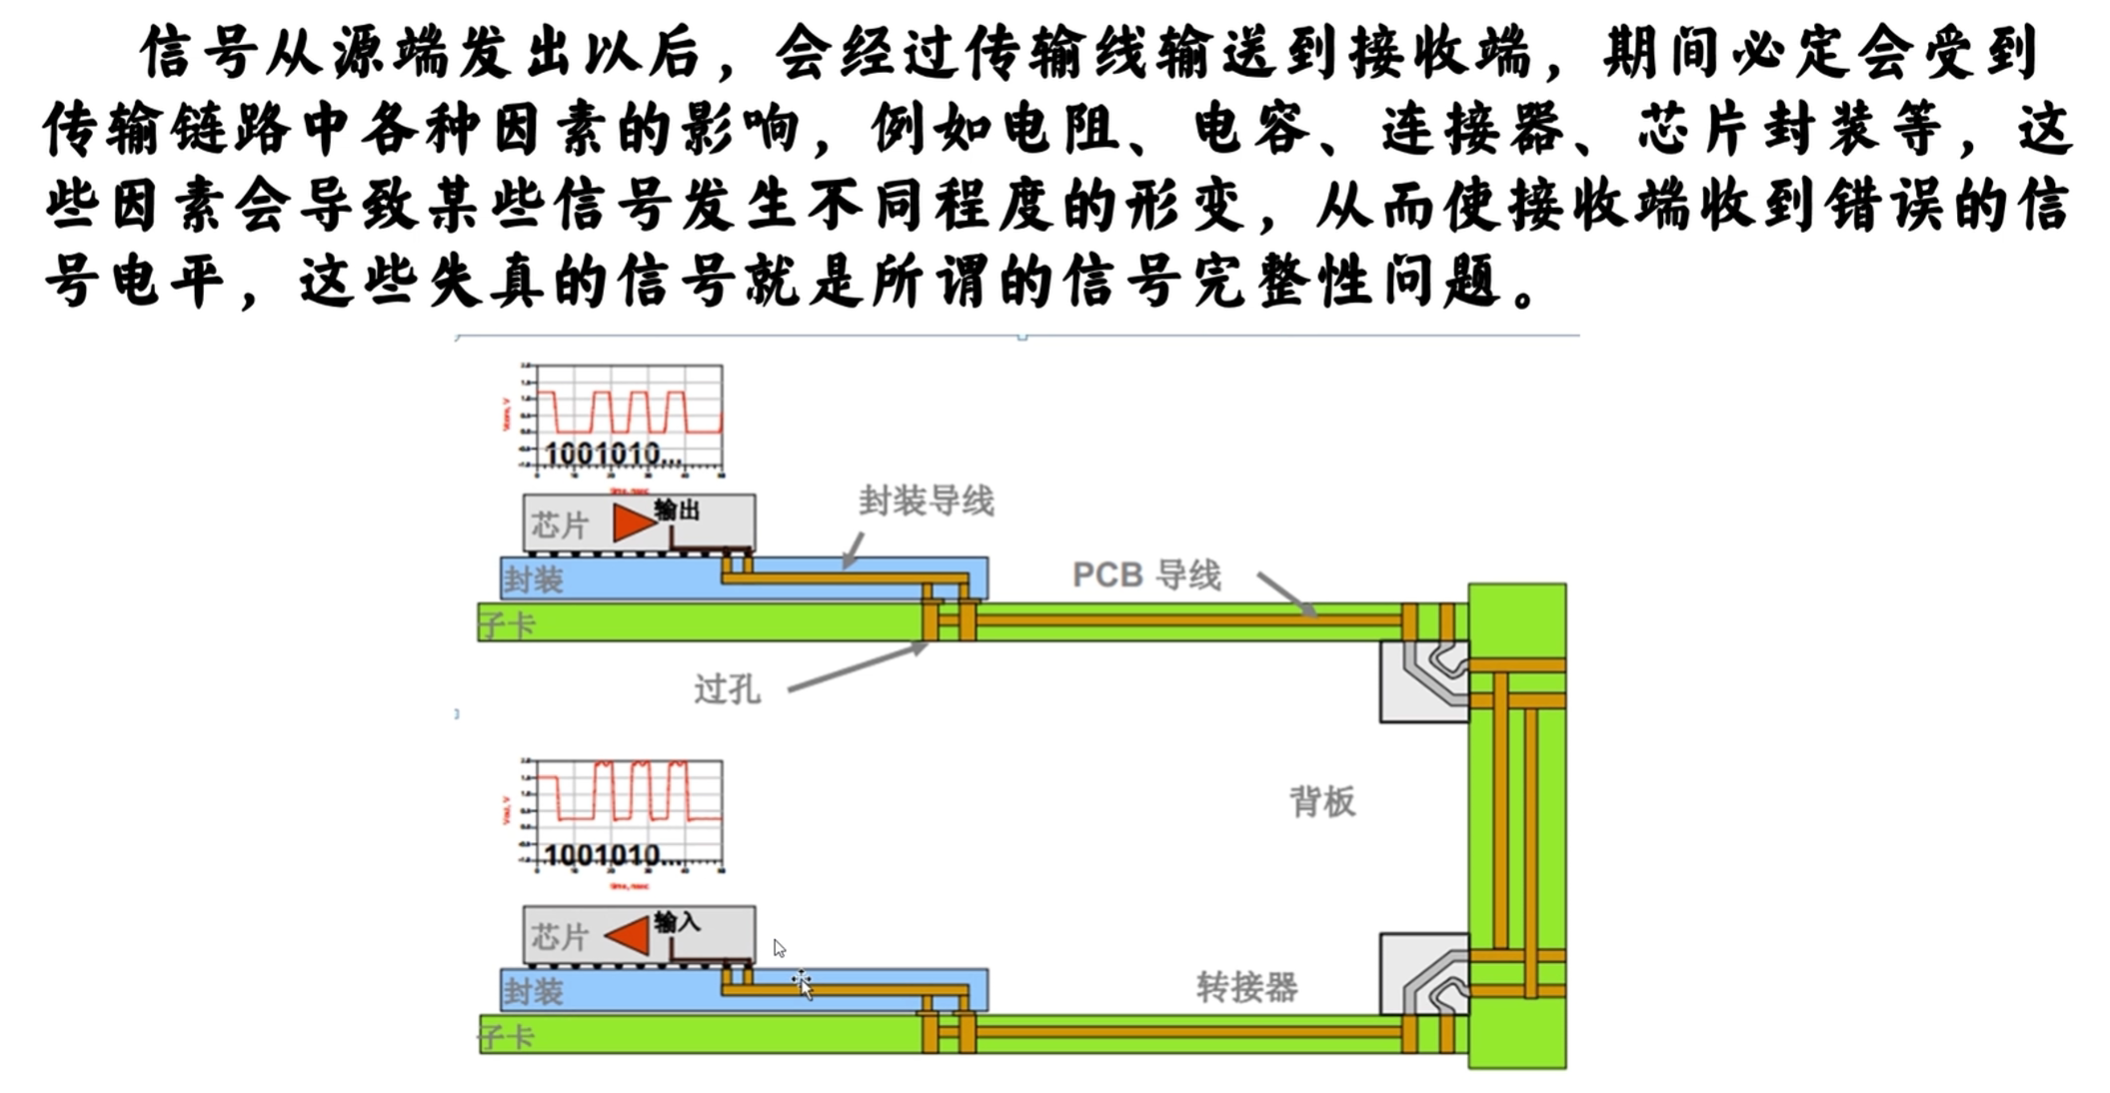 信号从源端发出以后，会经过传输线输送到接收端，期间必定会受到
传输链路中各种因素的影响，例如电阻、电容、连接器、芯片封装等，这
些因素会导致某些信号发生不同程度的形变，从而使接收端收到错误的信
号电平，这些失真的信号就是所谓的信号完整性问题。
1001010...
芯片
输出
封装导线
封装
PCB 导线
子卡
过孔
背板
1001010...
芯片
输入
封装
转接器
子卡